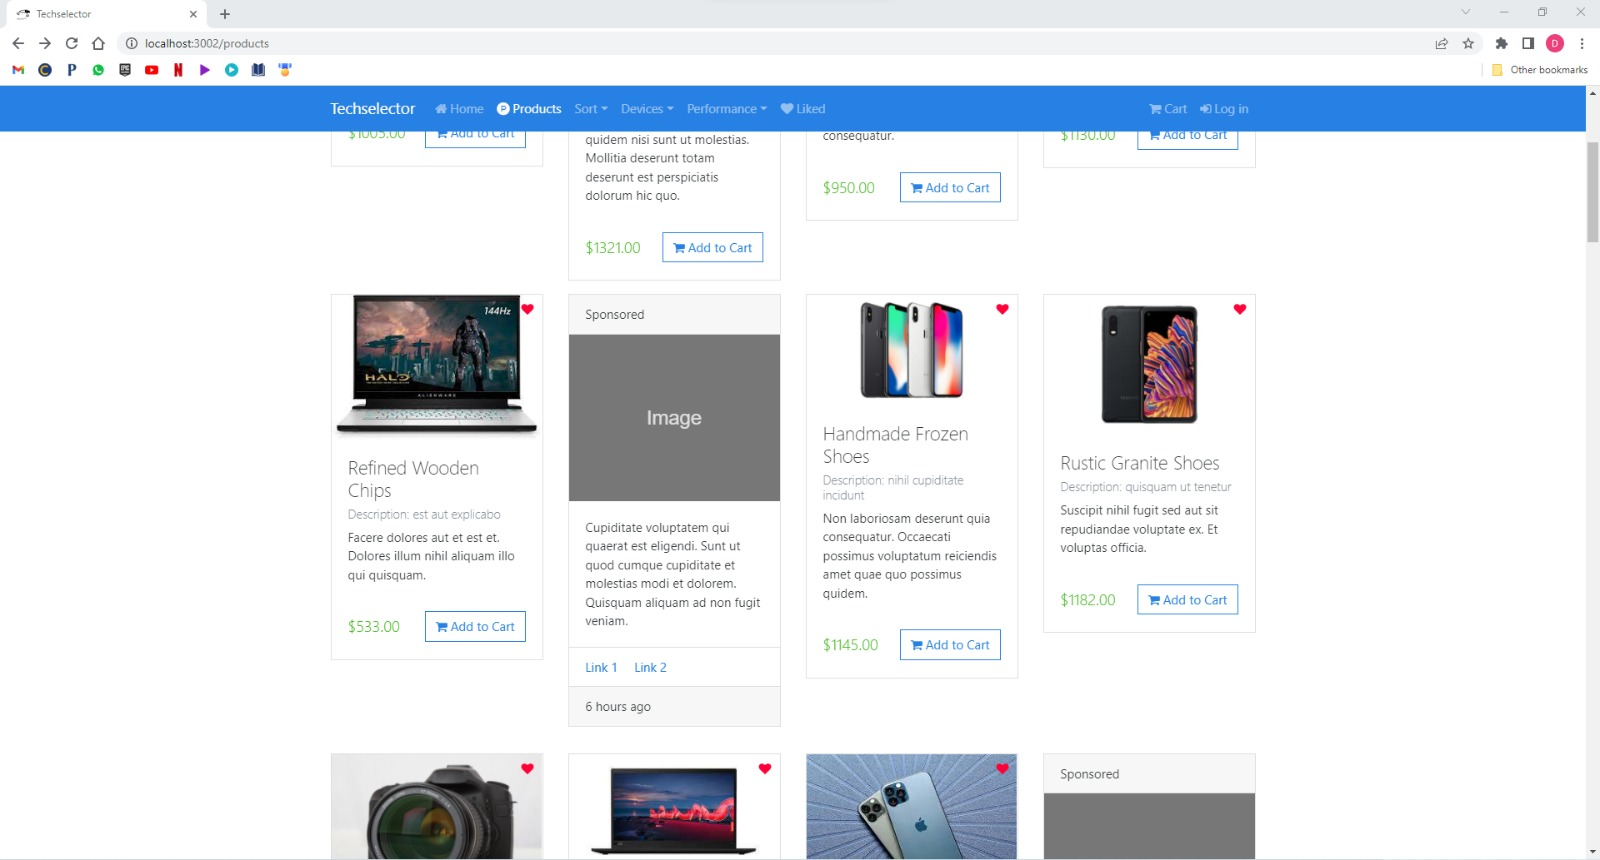 Techselector
localhost:3002/products
Other bookmarks
Techselector Home Products Sort Devices Performance Liked Cart Log in
$1003.00 Add to Cart
quidem nisi sunt ut molestias.
Mollitia deserunt totam
deserunt est perspiciatis
dolorum hic quo.
$1321.00 Add to Cart
consequatur.
$950.00 Add to Cart
$1130.00 Add to Cart
144Hz
HALO
ALIENWARE
Refined Wooden
Chips
Description: est aut explicabo
Facere dolores aut et est et.
Dolores illum nihil aliquam illo
qui quisquam.
$533.00 Add to Cart
Sponsored
Image
Cupiditate voluptatem qui
quaerat est eligendi. Sunt ut
quod cumque cupiditate et
molestias modi et dolorem.
Quisquam aliquam ad non fugit
veniam.
Link 1 Link 2
6 hours ago
Handmade Frozen
Shoes
Description: nihil cupiditate
incidunt
Non laboriosam deserunt quia
consequatur. Occaecati
possimus voluptatum reiciendis
amet quae quo possimus
quidem.
$1145.00 Add to Cart
Rustic Granite Shoes
Description: quisquam ut tenetur
Suscipit nihil fugit sed aut sit
repudiandae voluptate ex. Et
voluptas officia.
$1182.00 Add to Cart
Sponsored